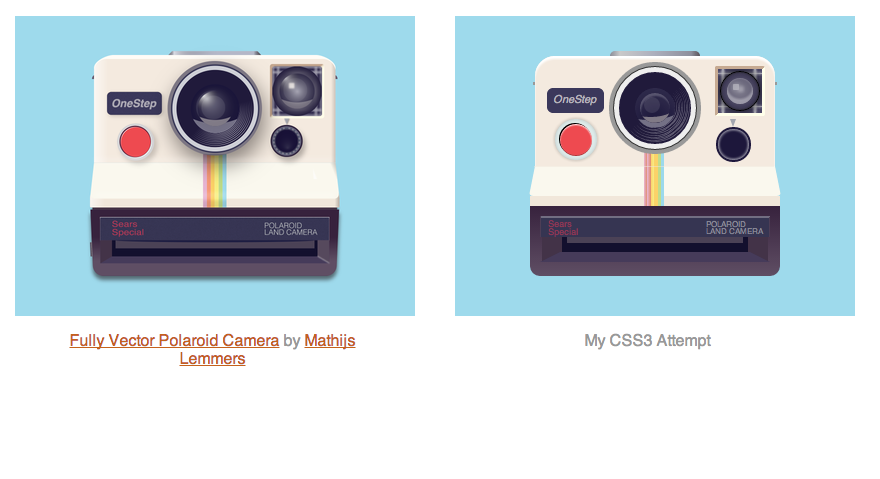 OneStep
Sears
Special
POLAROID
LAND CAMERA
Fully Vector Polaroid Camera by Mathijs
Lemmers
OneStep
Sears
Special
POLAROID
LAND CAMERA
My CSS3 Attempt